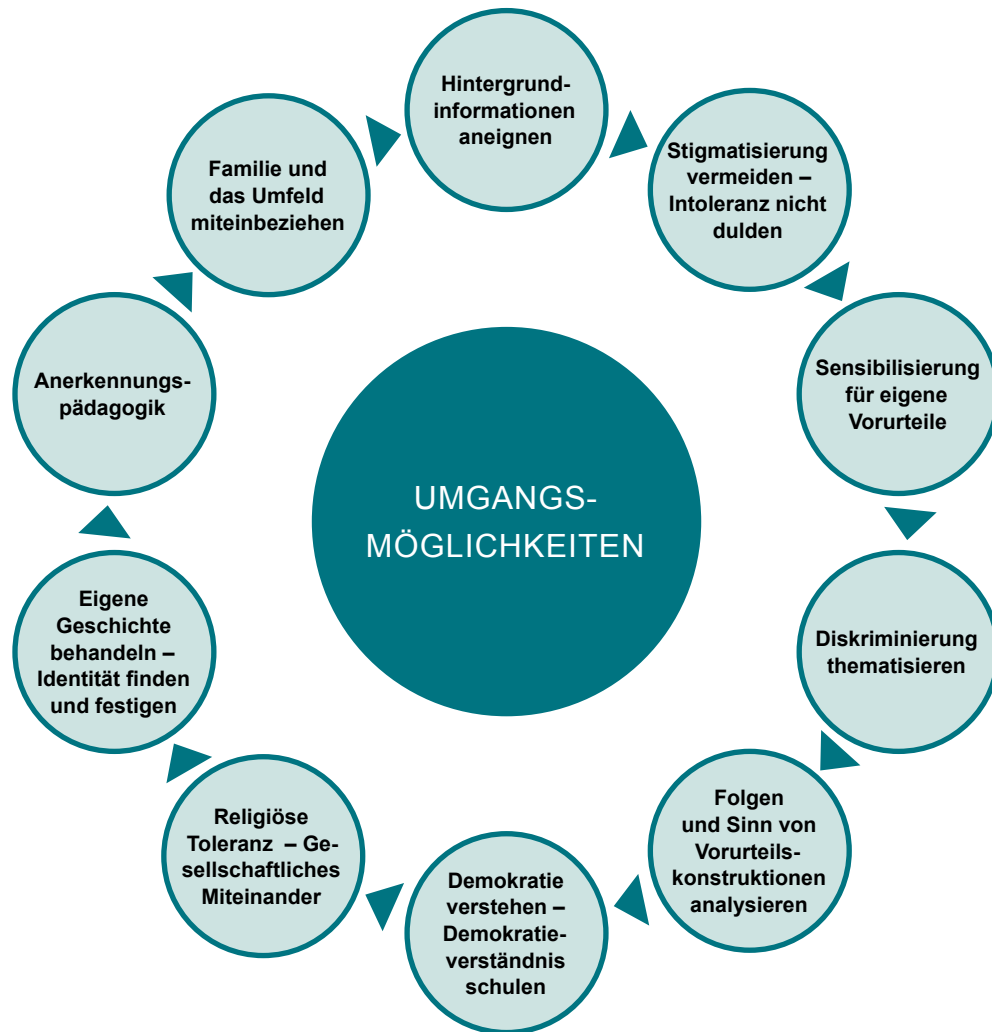 Hintergrund-
informationen
aneignen
Stigmatisierung
vermeiden –
Intoleranz nicht
dulden
Sensibilisierung
für eigene
Vorurteile
Diskriminierung
thematisieren
Folgen
und Sinn von
Vorurteils-
konstruktionen
analysieren
Demokratie
verstehen –
Demokratie-
verständnis
schulen
Religiöse
Toleranz – Ge-
sellschaftliches
Miteinander
Eigene
Geschichte
behandeln –
Identität finden
und festigen
Anerkennungs-
pädagogik
Familie und
das Umfeld
miteinbeziehen
UMGANGS-
MÖGLICHKEITEN